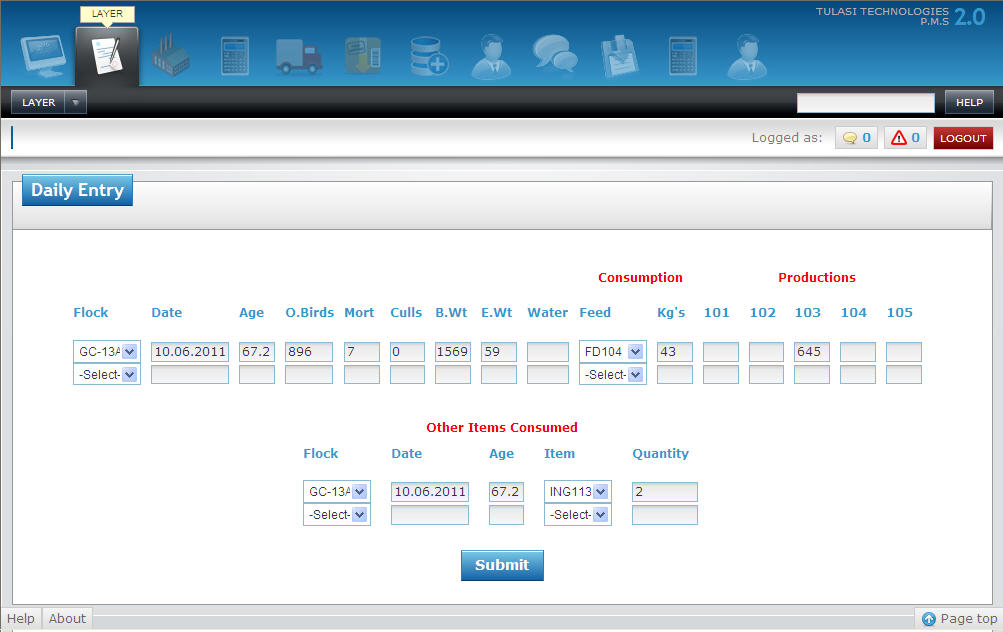 LAYER
TULASI TECHNOLOGIES
P.M.S 2.0
LAYER HELP
Logged as: 0 0 LOGOUT
Daily Entry
Consumption Productions
Flock Date Age O.Birds Mort Culls B.Wt E.Wt Water Feed Kg's 101 102 103 104 105
GC-13A 10.06.2011 67.2 896 7 0 1569 59 FD104 43 645
-Select- -Select-
Other Items Consumed
Flock Date Age Item Quantity
GC-13A 10.06.2011 67.2 ING113 2
-Select- -Select-
Submit
Help About Page top